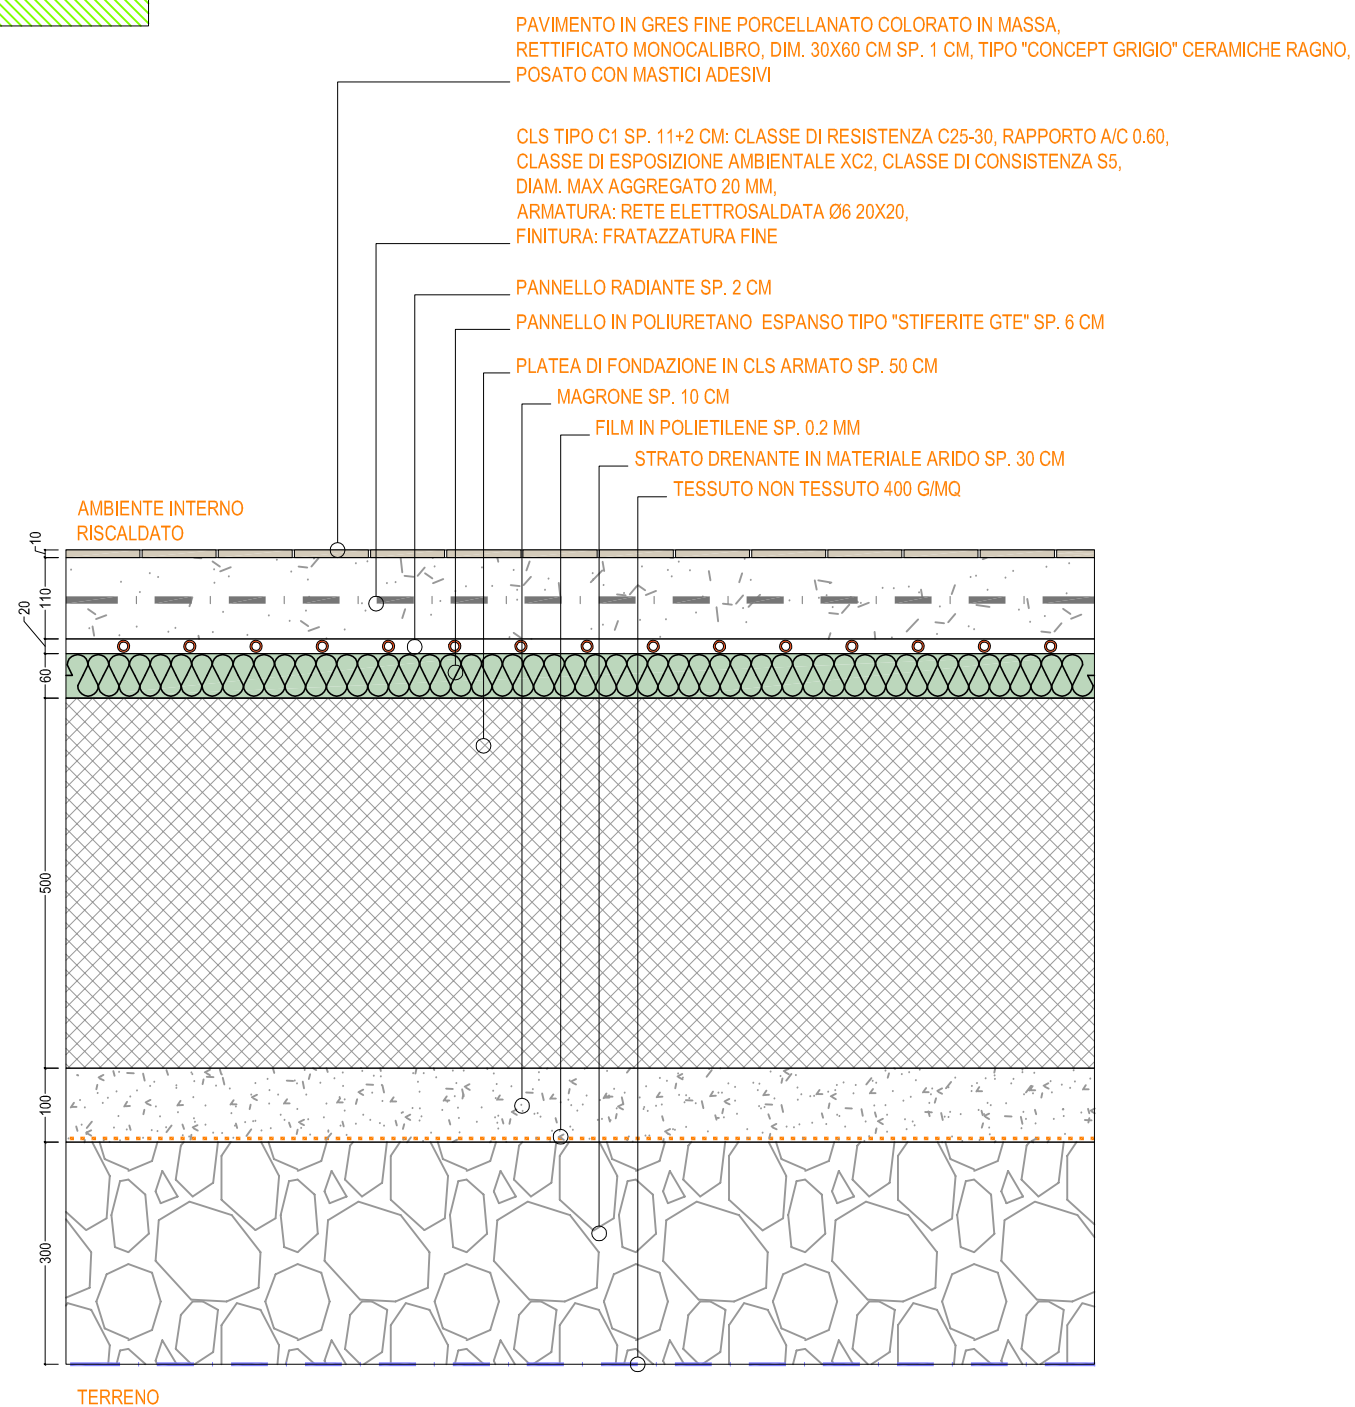 PAVIMENTO IN GRES FINE PORCELLANATO COLORATO IN MASSA,
RETTIFICATO MONOCALIBRO, DIM. 30X60 CM SP. 1 CM, TIPO "CONCEPT GRIGIO" CERAMICHE RAGNO,
POSATO CON MASTICI ADESIVI
CLS TIPO C1 SP. 11+2 CM: CLASSE DI RESISTENZA C25-30, RAPPORTO A/C 0.60,
CLASSE DI ESPOSIZIONE AMBIENTALE XC2, CLASSE DI CONSISTENZA S5,
DIAM. MAX AGGREGATO 20 MM,
ARMATURA: RETE ELETTROSALDATA Ø6 20X20,
FINITURA: FRATAZZATURA FINE
PANNELLO RADIANTE SP. 2 CM
PANNELLO IN POLIURETANO ESPANSO TIPO "STIFERITE GTE" SP. 6 CM
PLATEA DI FONDAZIONE IN CLS ARMATO SP. 50 CM
MAGRONE SP. 10 CM
FILM IN POLIETILENE SP. 0.2 MM
STRATO DRENANTE IN MATERIALE ARIDO SP. 30 CM
TESSUTO NON TESSUTO 400 G/MQ
AMBIENTE INTERNO
RISCALDATO
10
110
20
60
500
100
300
TERRENO